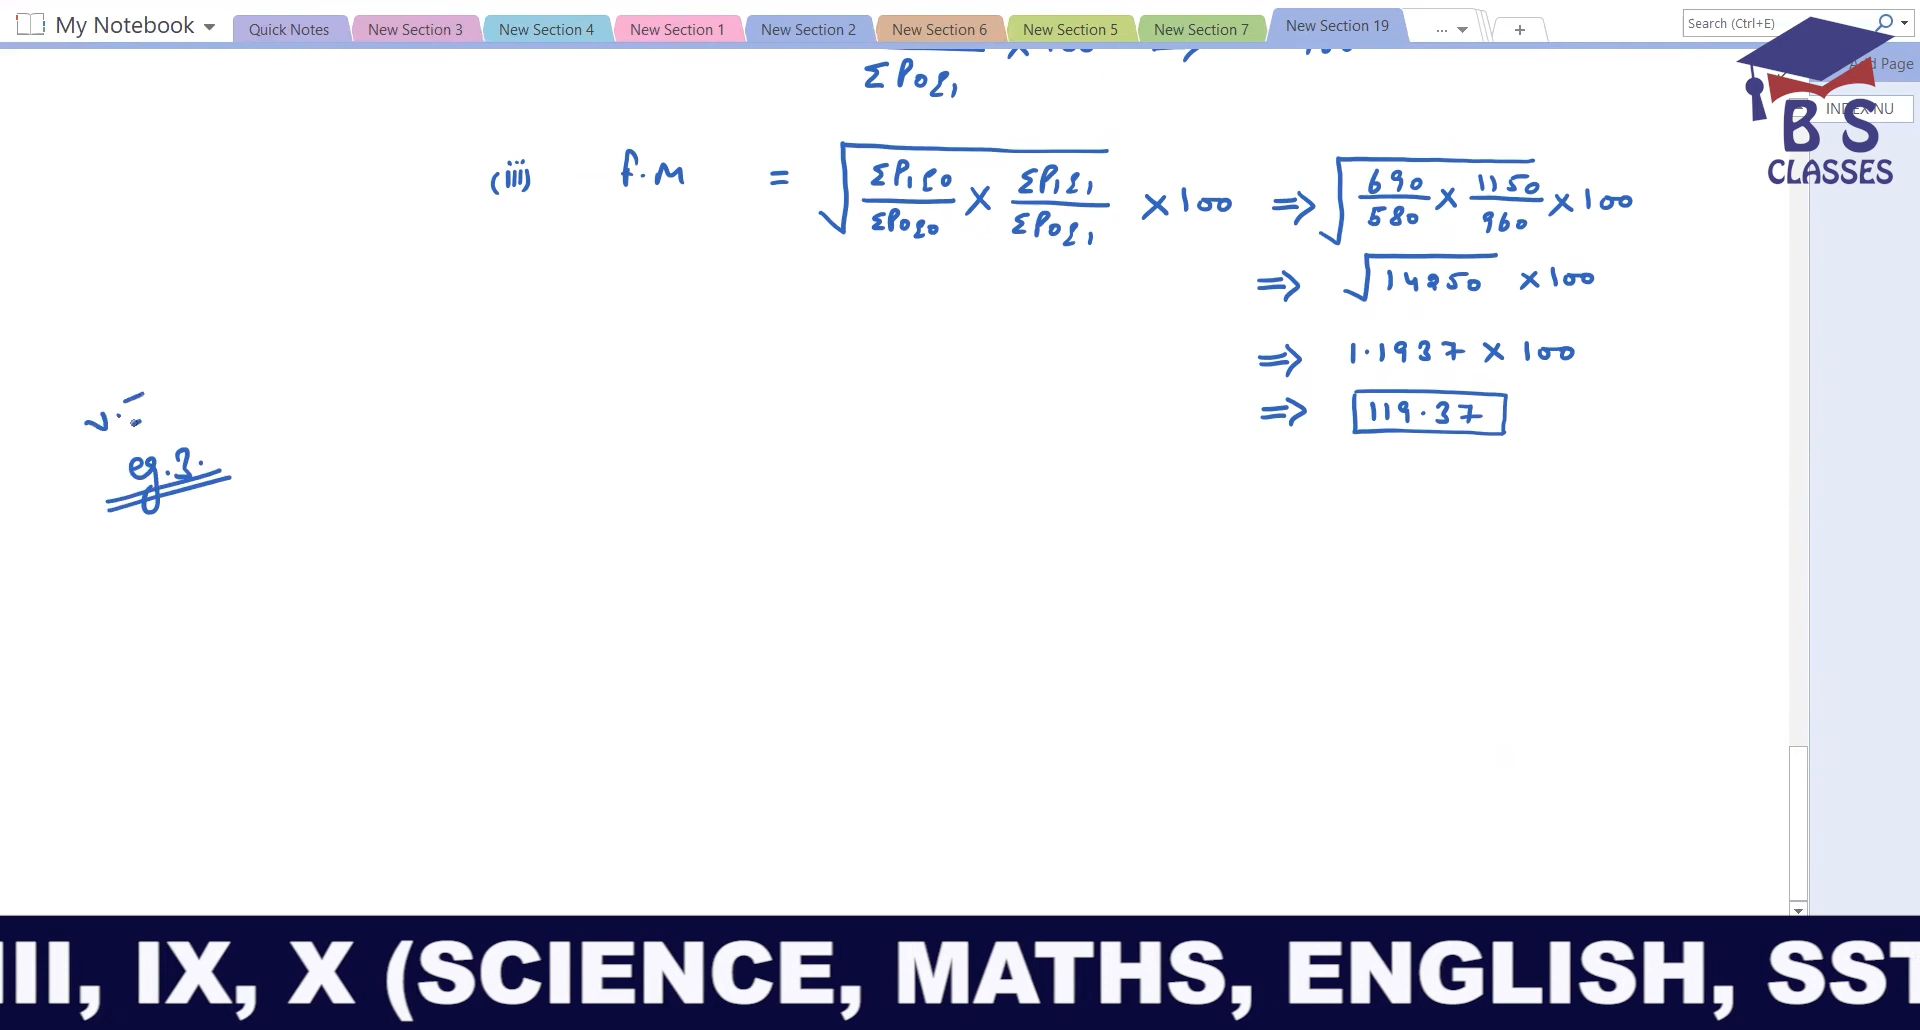 My Notebook
Quick Notes New Section 3 New Section 4 New Section 1 New Section 2 New Section 6 New Section 5 New Section 7 New Section 19 ... +
Search (Ctrl+E)
Page
B S
CLASSES
ΣP₀q₁
(iii) f.M = √(ΣP₁q₀/ΣP₀q₀ × ΣP₁q₁/ΣP₀q₁) × 100 ⇒ √(690/580 × 1150/960) × 100
⇒ √14250 × 100
⇒ 1.1937 × 100
⇒ 119.37
eg.3.
III, IX, X (SCIENCE, MATHS, ENGLISH, SST